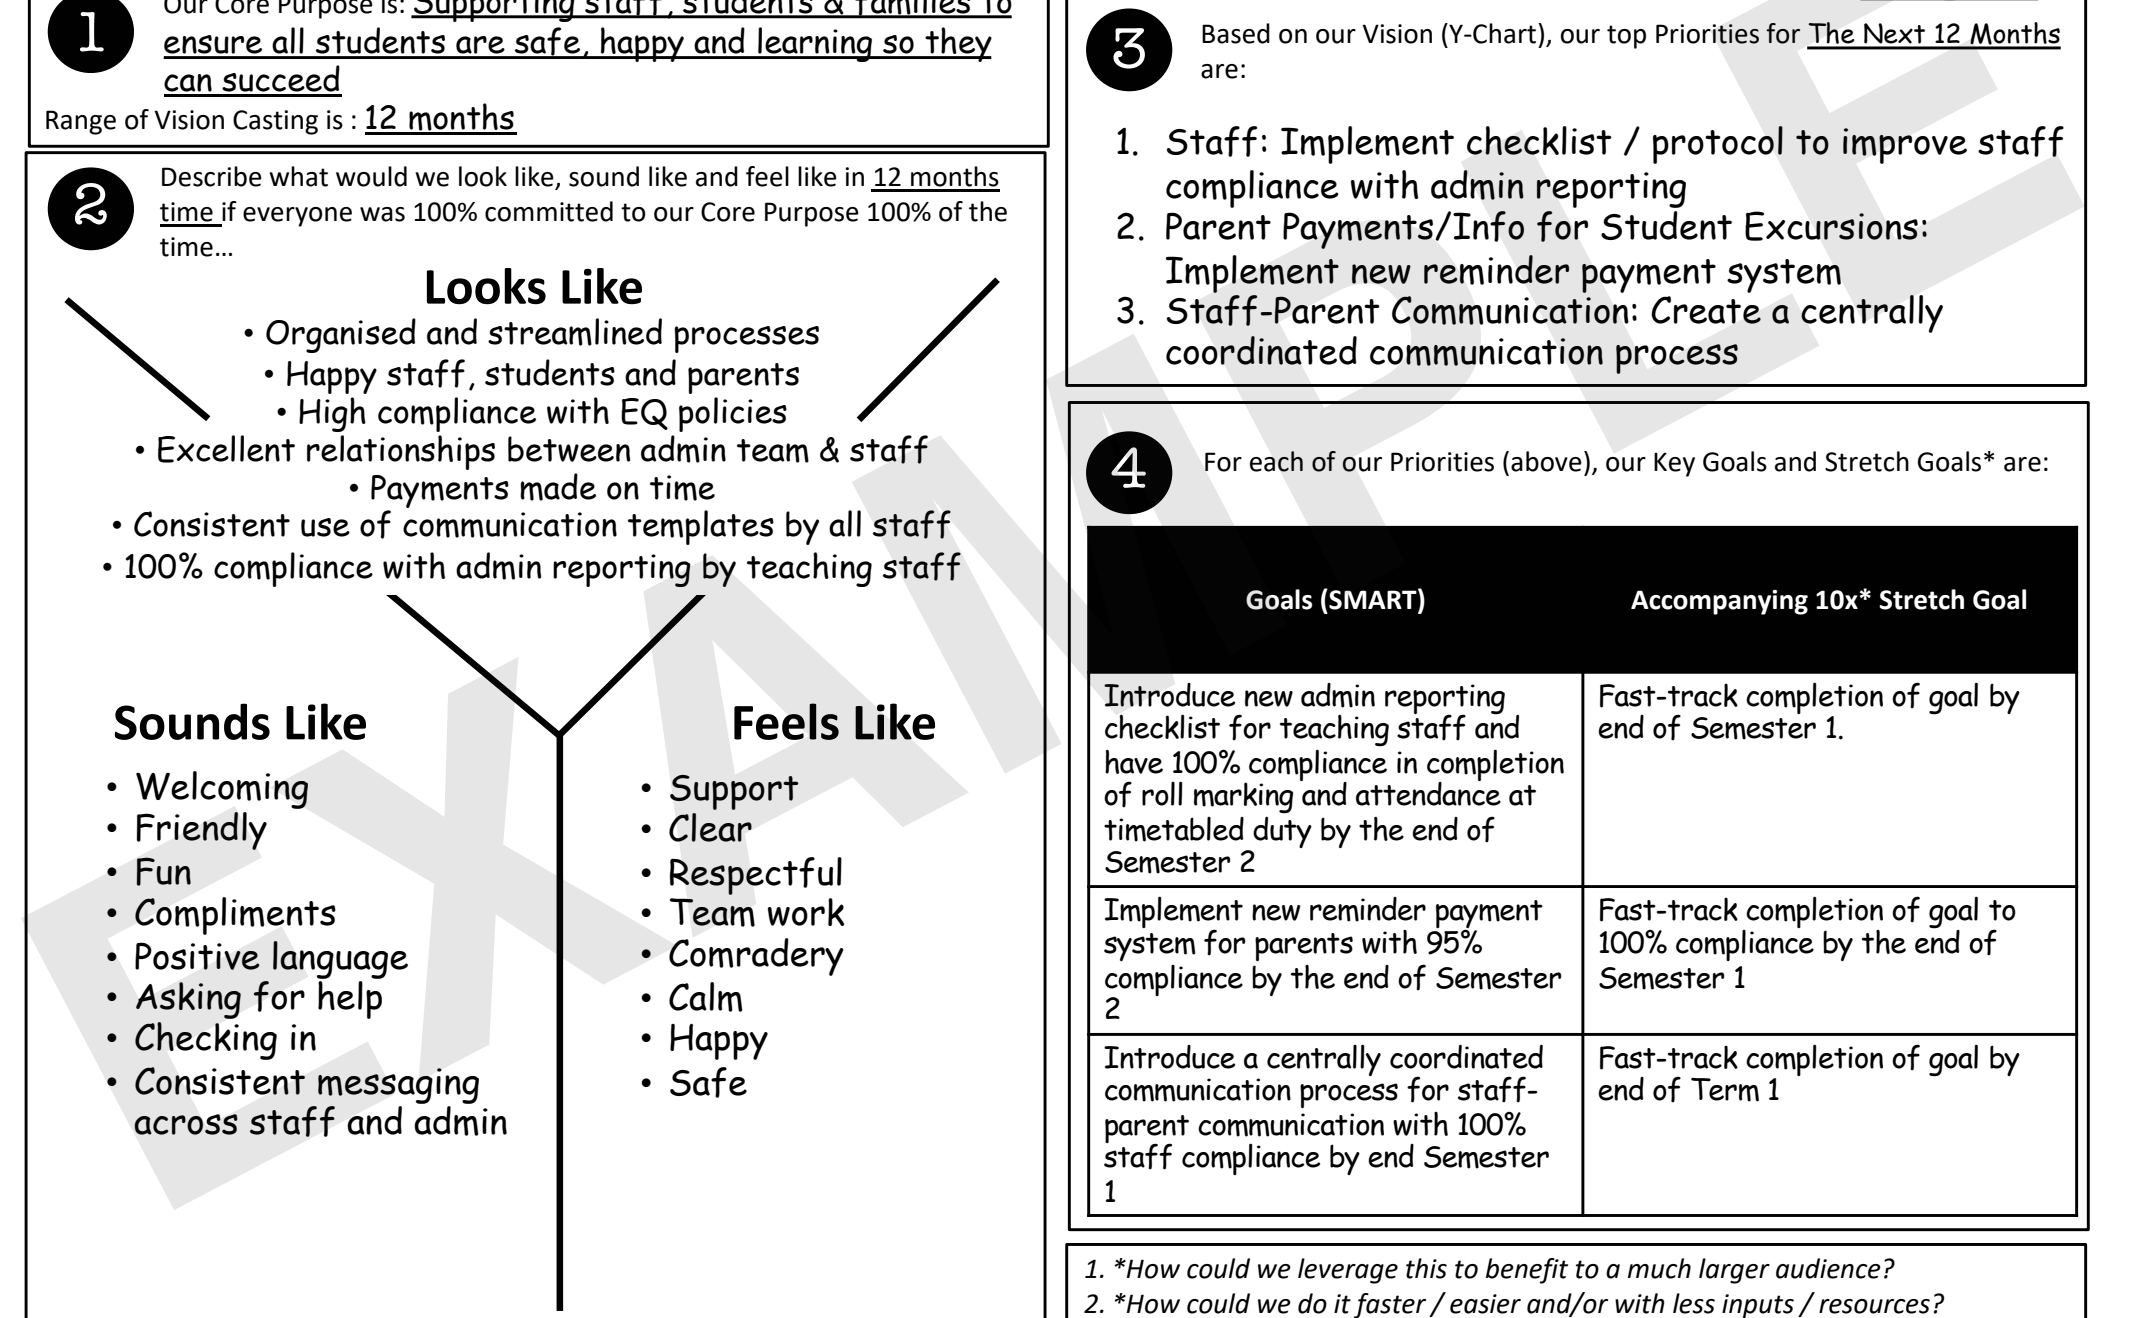 1
Our Core Purpose is: Supporting staff, students & families to
ensure all students are safe, happy and learning so they
can succeed
Range of Vision Casting is : 12 months
2
Describe what would we look like, sound like and feel like in 12 months
time if everyone was 100% committed to our Core Purpose 100% of the
time…
Looks Like
• Organised and streamlined processes
• Happy staff, students and parents
• High compliance with EQ policies
• Excellent relationships between admin team & staff
• Payments made on time
• Consistent use of communication templates by all staff
• 100% compliance with admin reporting by teaching staff
Sounds Like
• Welcoming
• Friendly
• Fun
• Compliments
• Positive language
• Asking for help
• Checking in
• Consistent messaging
across staff and admin
Feels Like
• Support
• Clear
• Respectful
• Team work
• Comradery
• Calm
• Happy
• Safe
3
Based on our Vision (Y-Chart), our top Priorities for The Next 12 Months
are:
1. Staff: Implement checklist / protocol to improve staff
compliance with admin reporting
2. Parent Payments/Info for Student Excursions:
Implement new reminder payment system
3. Staff-Parent Communication: Create a centrally
coordinated communication process
4
For each of our Priorities (above), our Key Goals and Stretch Goals* are:
Goals (SMART)
Accompanying 10x* Stretch Goal
Introduce new admin reporting
checklist for teaching staff and
have 100% compliance in completion
of roll marking and attendance at
timetabled duty by the end of
Semester 2
Fast-track completion of goal by
end of Semester 1.
Implement new reminder payment
system for parents with 95%
compliance by the end of Semester
2
Fast-track completion of goal to
100% compliance by the end of
Semester 1
Introduce a centrally coordinated
communication process for staff-
parent communication with 100%
staff compliance by end Semester
1
Fast-track completion of goal by
end of Term 1
1. *How could we leverage this to benefit to a much larger audience?
2. *How could we do it faster / easier and/or with less inputs / resources?
EXAMPLE